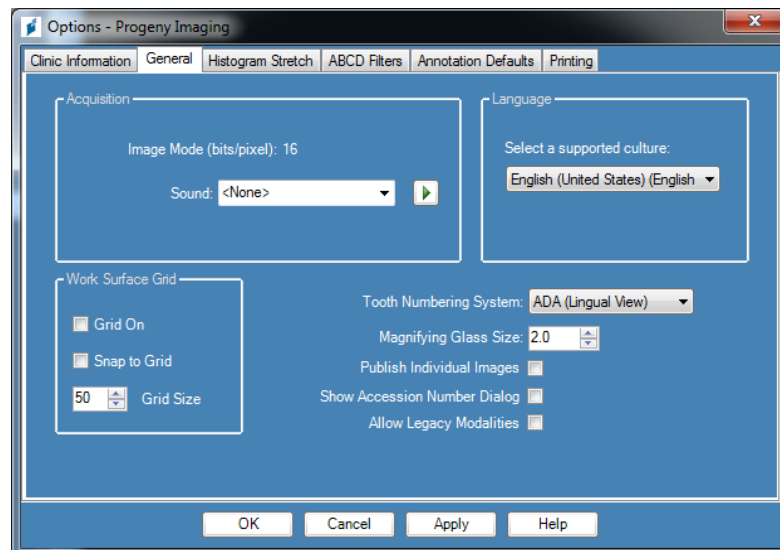 Options - Progeny Imaging
Clinic Information General Histogram Stretch ABCD Filters Annotation Defaults Printing
Acquisition
Image Mode (bits/pixel): 16
Sound: <None>
Language
Select a supported culture:
English (United States) (English
Work Surface Grid
Grid On
Snap to Grid
50 Grid Size
Tooth Numbering System: ADA (Lingual View)
Magnifying Glass Size: 2.0
Publish Individual Images
Show Accession Number Dialog
Allow Legacy Modalities
OK Cancel Apply Help